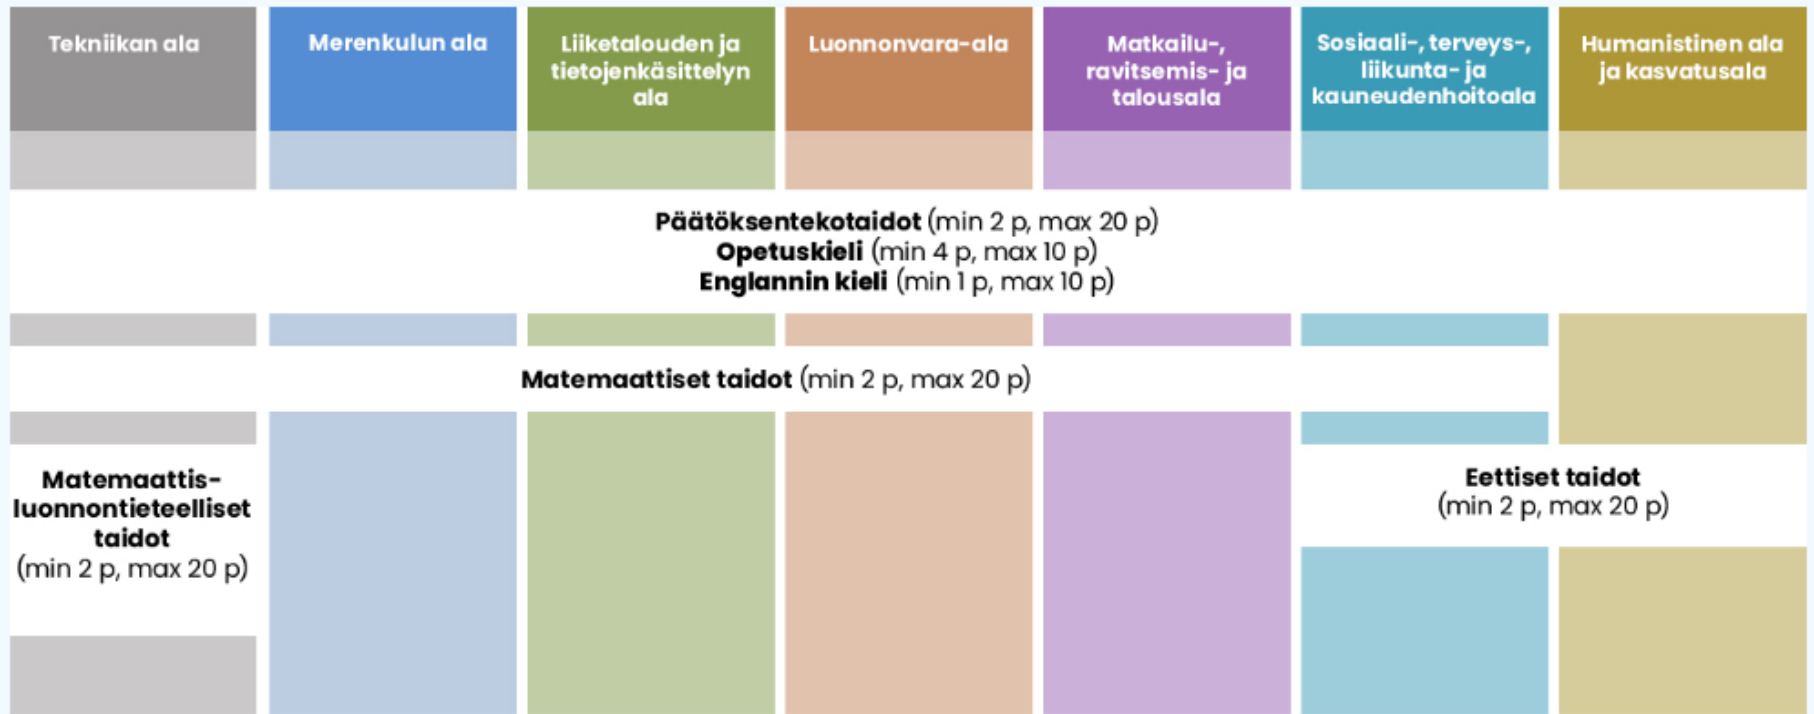 Tekniikan ala
Merenkulun ala
Liiketalouden ja
tietojenkäsittelyn
ala
Luonnonvara-ala
Matkailu-,
ravitsemis- ja
talousala
Sosiaali-, terveys-,
liikunta- ja
kauneudenhoitoala
Humanistinen ala
ja kasvatusala
Päätöksentekotaidot (min 2 p, max 20 p)
Opetuskieli (min 4 p, max 10 p)
Englannin kieli (min 1 p, max 10 p)
Matemaattiset taidot (min 2 p, max 20 p)
Matemaattis-
luonnontieteelliset
taidot
(min 2 p, max 20 p)
Eettiset taidot
(min 2 p, max 20 p)